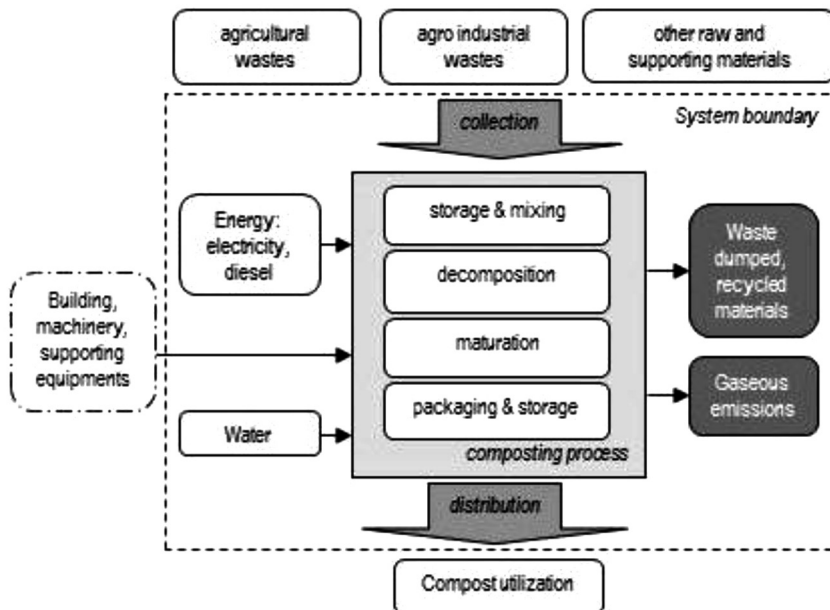 agricultural
wastes
agro industrial
wastes
other raw and
supporting materials
collection
System boundary
Energy:
electricity,
diesel
storage & mixing
decomposition
maturation
packaging & storage
composting process
Waste
dumped,
recycled
materials
Building,
machinery,
supporting
equipments
Gaseous
emissions
Water
distribution
Compost utilization